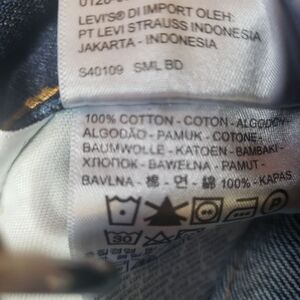 LEVI'S® DI IMPORT OLEH:
PT LEVI STRAUSS INDONESIA
JAKARTA - INDONESIA
S40109 SML BD
100% COTTON - COTON - ALGODÓN
ALGODÃO - PAMUK - COTONE -
BAUMWOLLE - KATOEN - BAMBAKI -
ХЛОПОК - BAWEŁNA - PAMUT -
BAVLNA - 棉 - 면 - 綿 100% - KAPAS
P